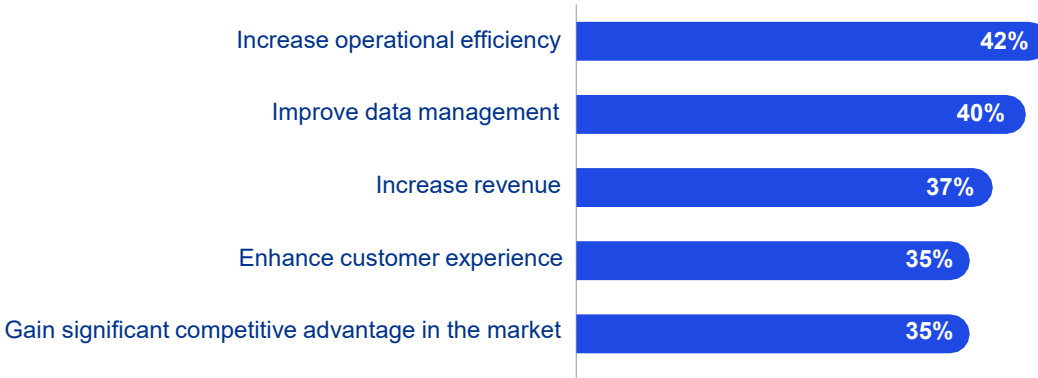 Increase operational efficiency 42%
Improve data management 40%
Increase revenue 37%
Enhance customer experience 35%
Gain significant competitive advantage in the market 35%